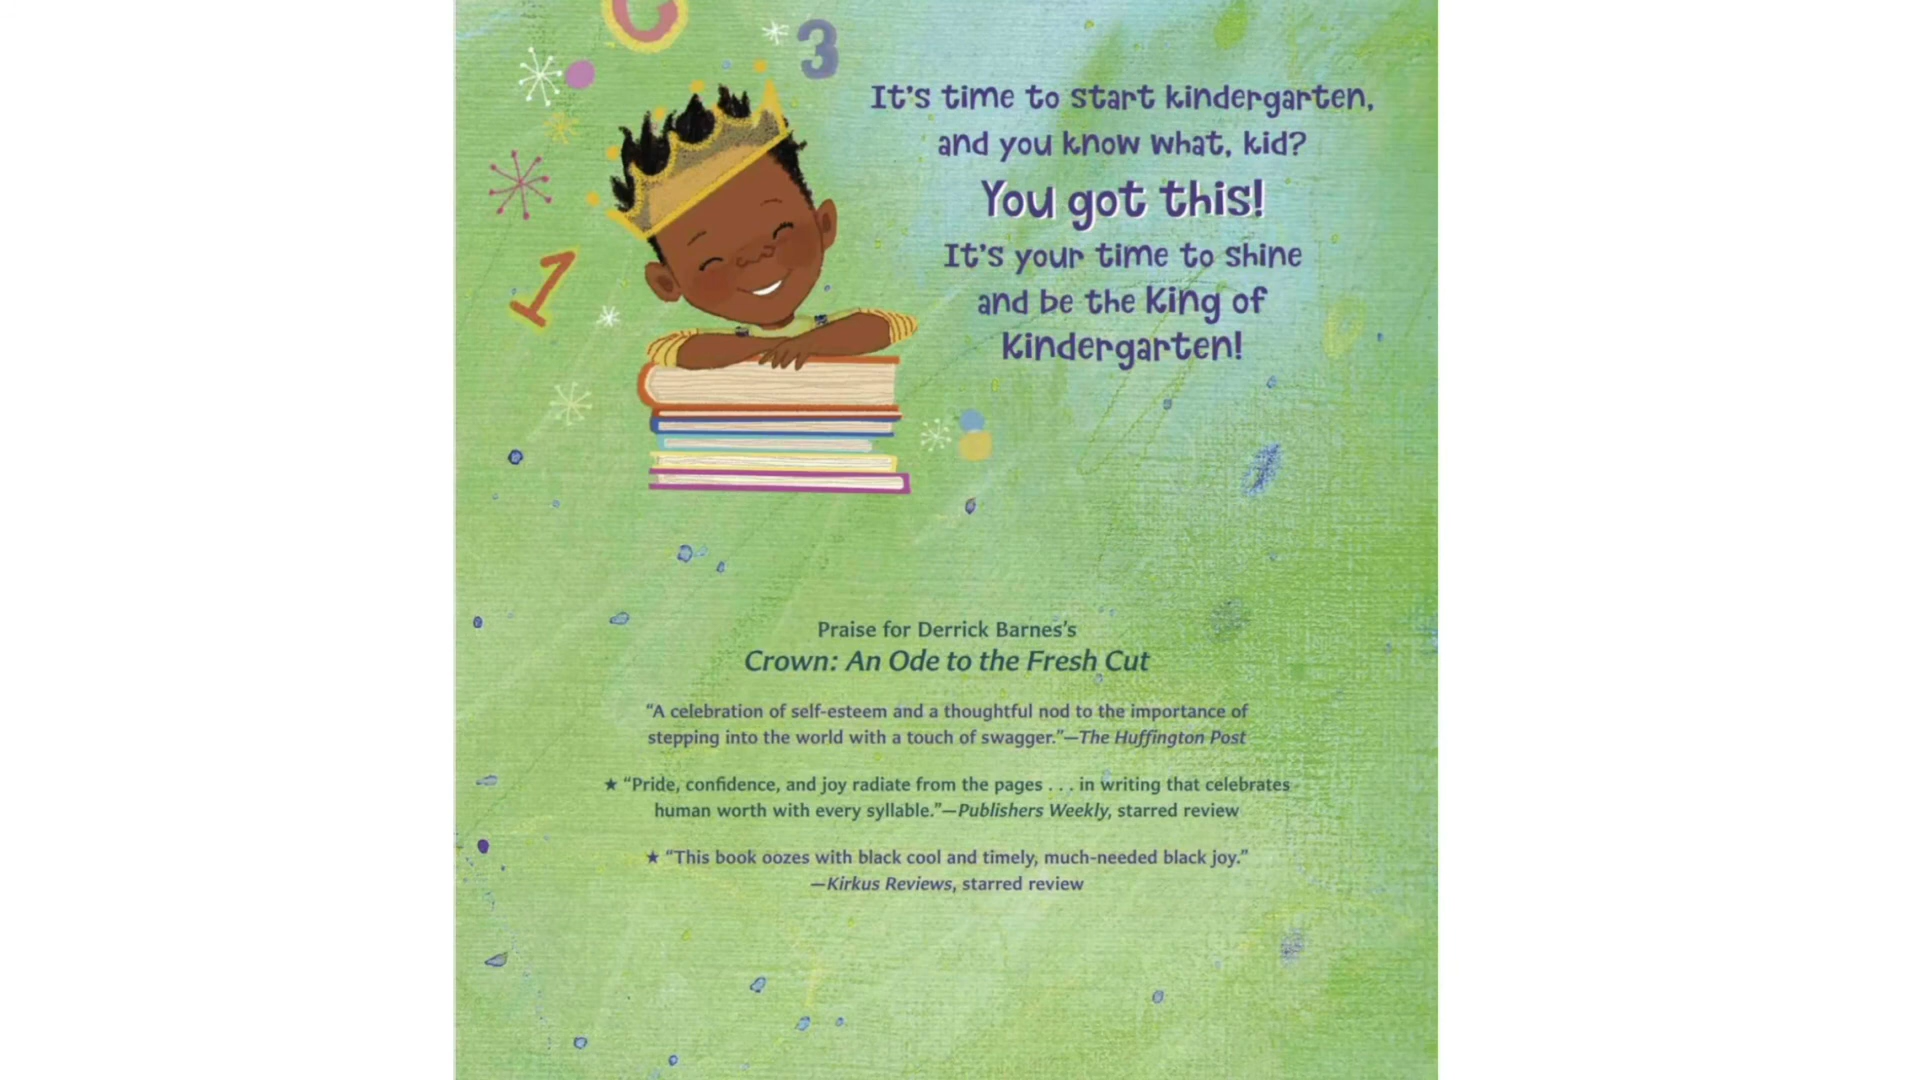 C
3
1
It's time to start kindergarten,
and you know what, kid?
You got this!
It's your time to shine
and be the King of
Kindergarten!
Praise for Derrick Barnes's
Crown: An Ode to the Fresh Cut
“A celebration of self-esteem and a thoughtful nod to the importance of
stepping into the world with a touch of swagger.”—The Huffington Post
★ “Pride, confidence, and joy radiate from the pages . . . in writing that celebrates
human worth with every syllable.”—Publishers Weekly, starred review
★ “This book oozes with black cool and timely, much-needed black joy.”
—Kirkus Reviews, starred review